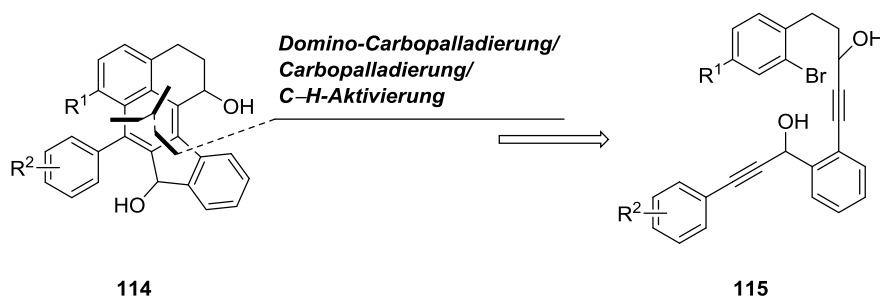 Domino-Carbopalladierung/
Carbopalladierung/
C–H-Aktivierung
R1
OH
R2
HO
OH
Br
R1
OH
R2
114
115